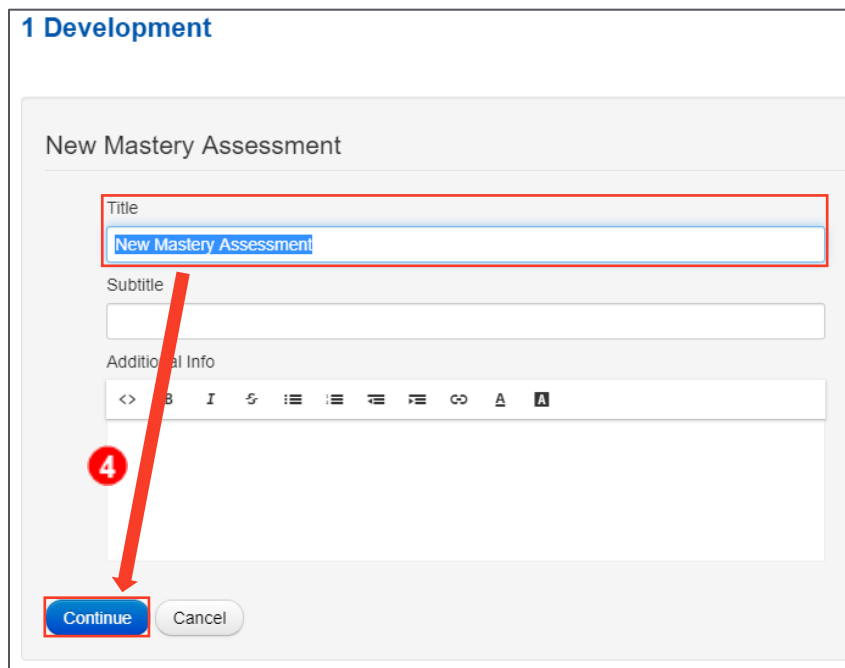 1 Development
New Mastery Assessment
Title
New Mastery Assessment
Subtitle
Additional Info
<> B I S A A
4
Continue Cancel